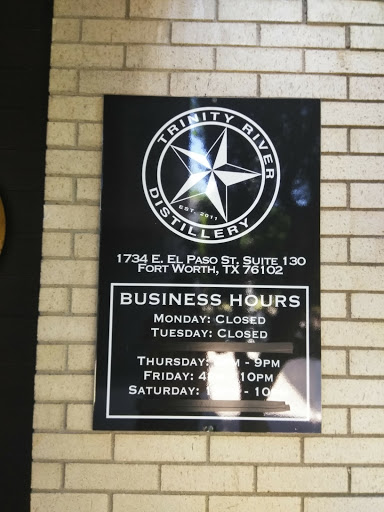 TRINITY RIVER
DISTILLERY
EST. 2011
1734 E. EL PASO ST. SUITE 130
FORT WORTH, TX 76102
BUSINESS HOURS
MONDAY: CLOSED
TUESDAY: CLOSED
THURSDAY: - 9PM
FRIDAY: 10PM
SATURDAY: -